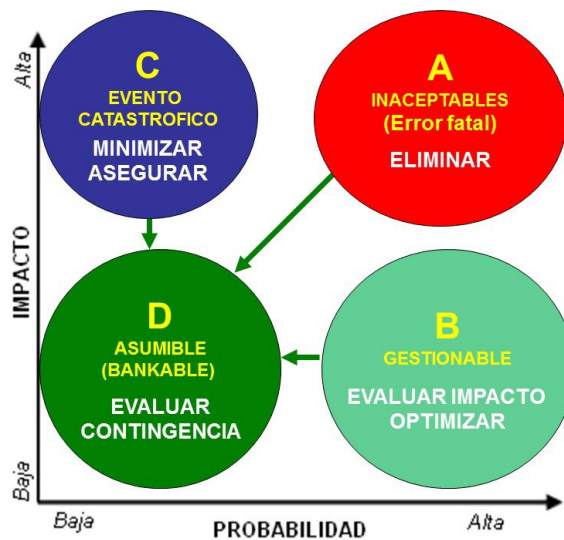 Alta
IMPACTO
Baja
C
EVENTO
CATASTROFICO
MINIMIZAR
ASEGURAR
A
INACEPTABLES
(Error fatal)
ELIMINAR
D
ASUMIBLE
(BANKABLE)
EVALUAR
CONTINGENCIA
B
GESTIONABLE
EVALUAR IMPACTO
OPTIMIZAR
Baja
PROBABILIDAD
Alta